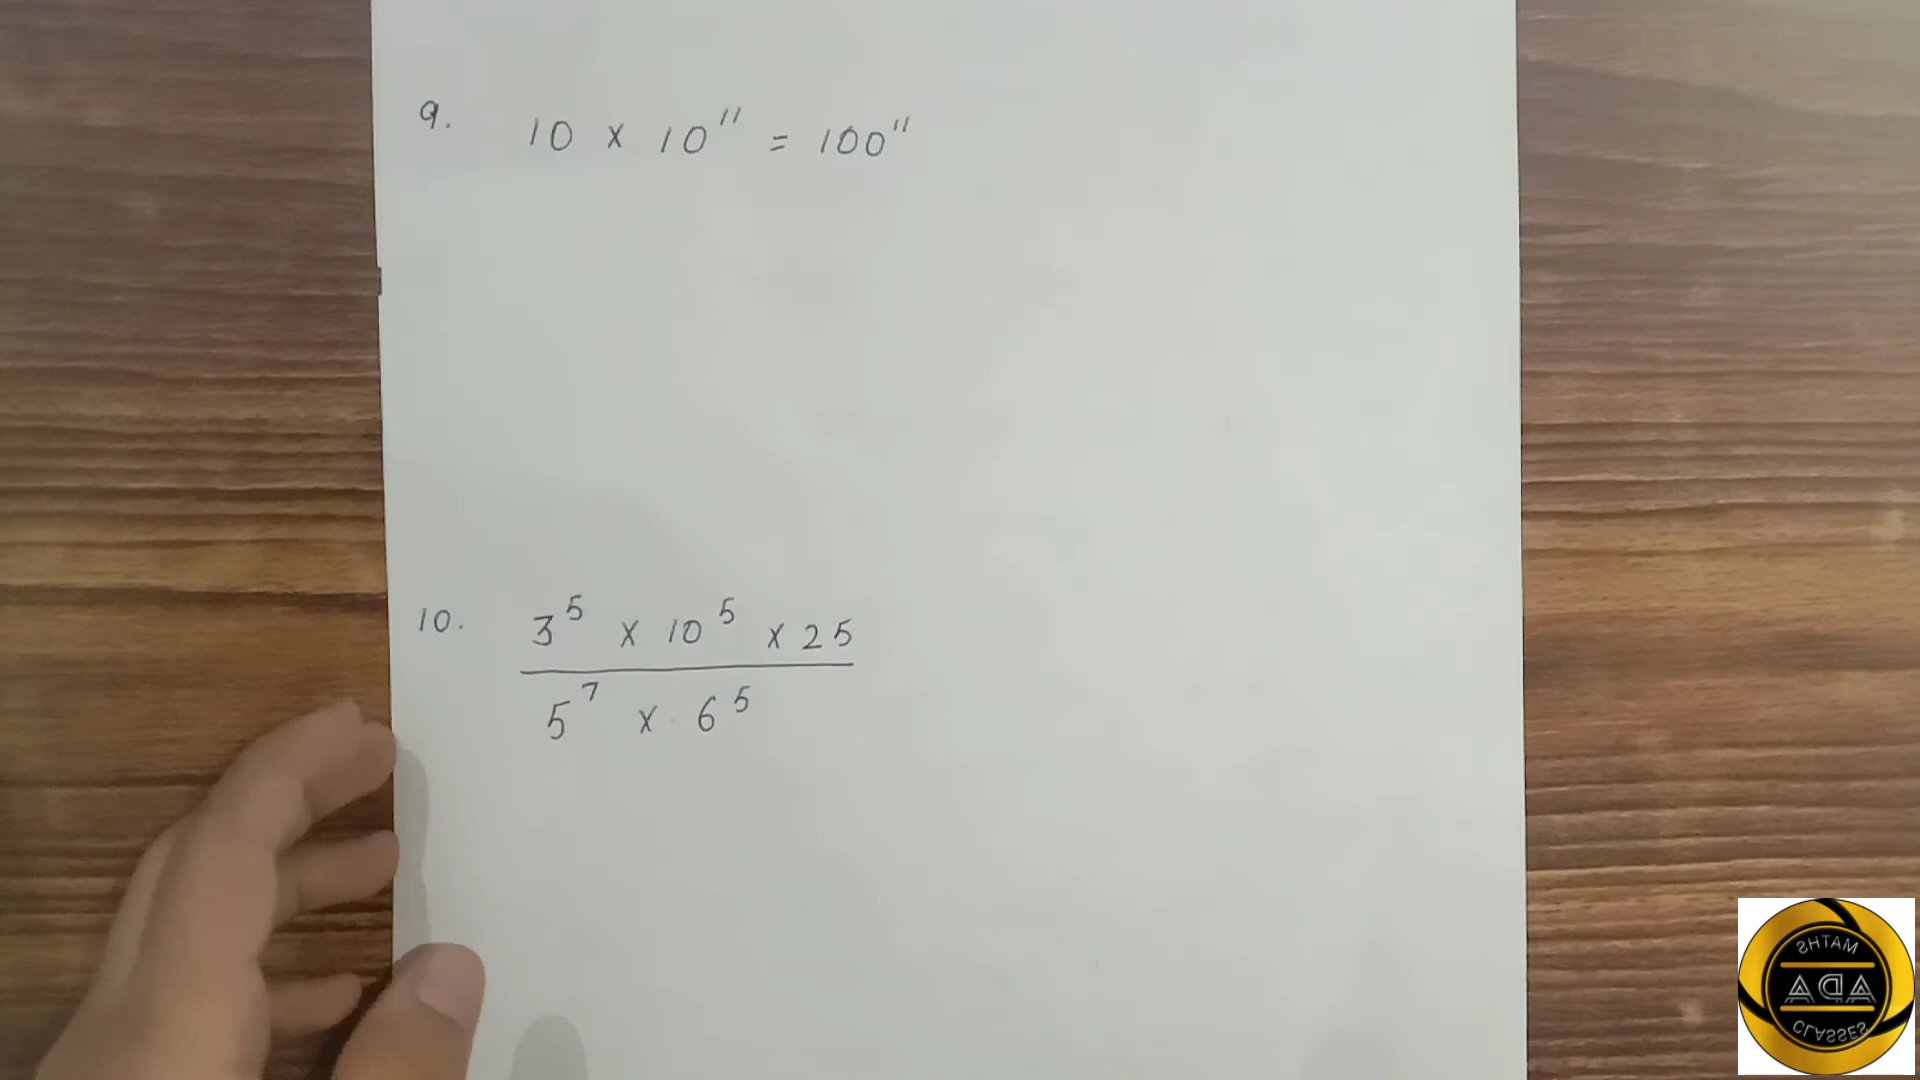 9. 10 x 10¹¹ = 100¹¹
10. 3⁵ x 10⁵ x 25
5⁷ x 6⁵
MATHS
ADA
CLASSES